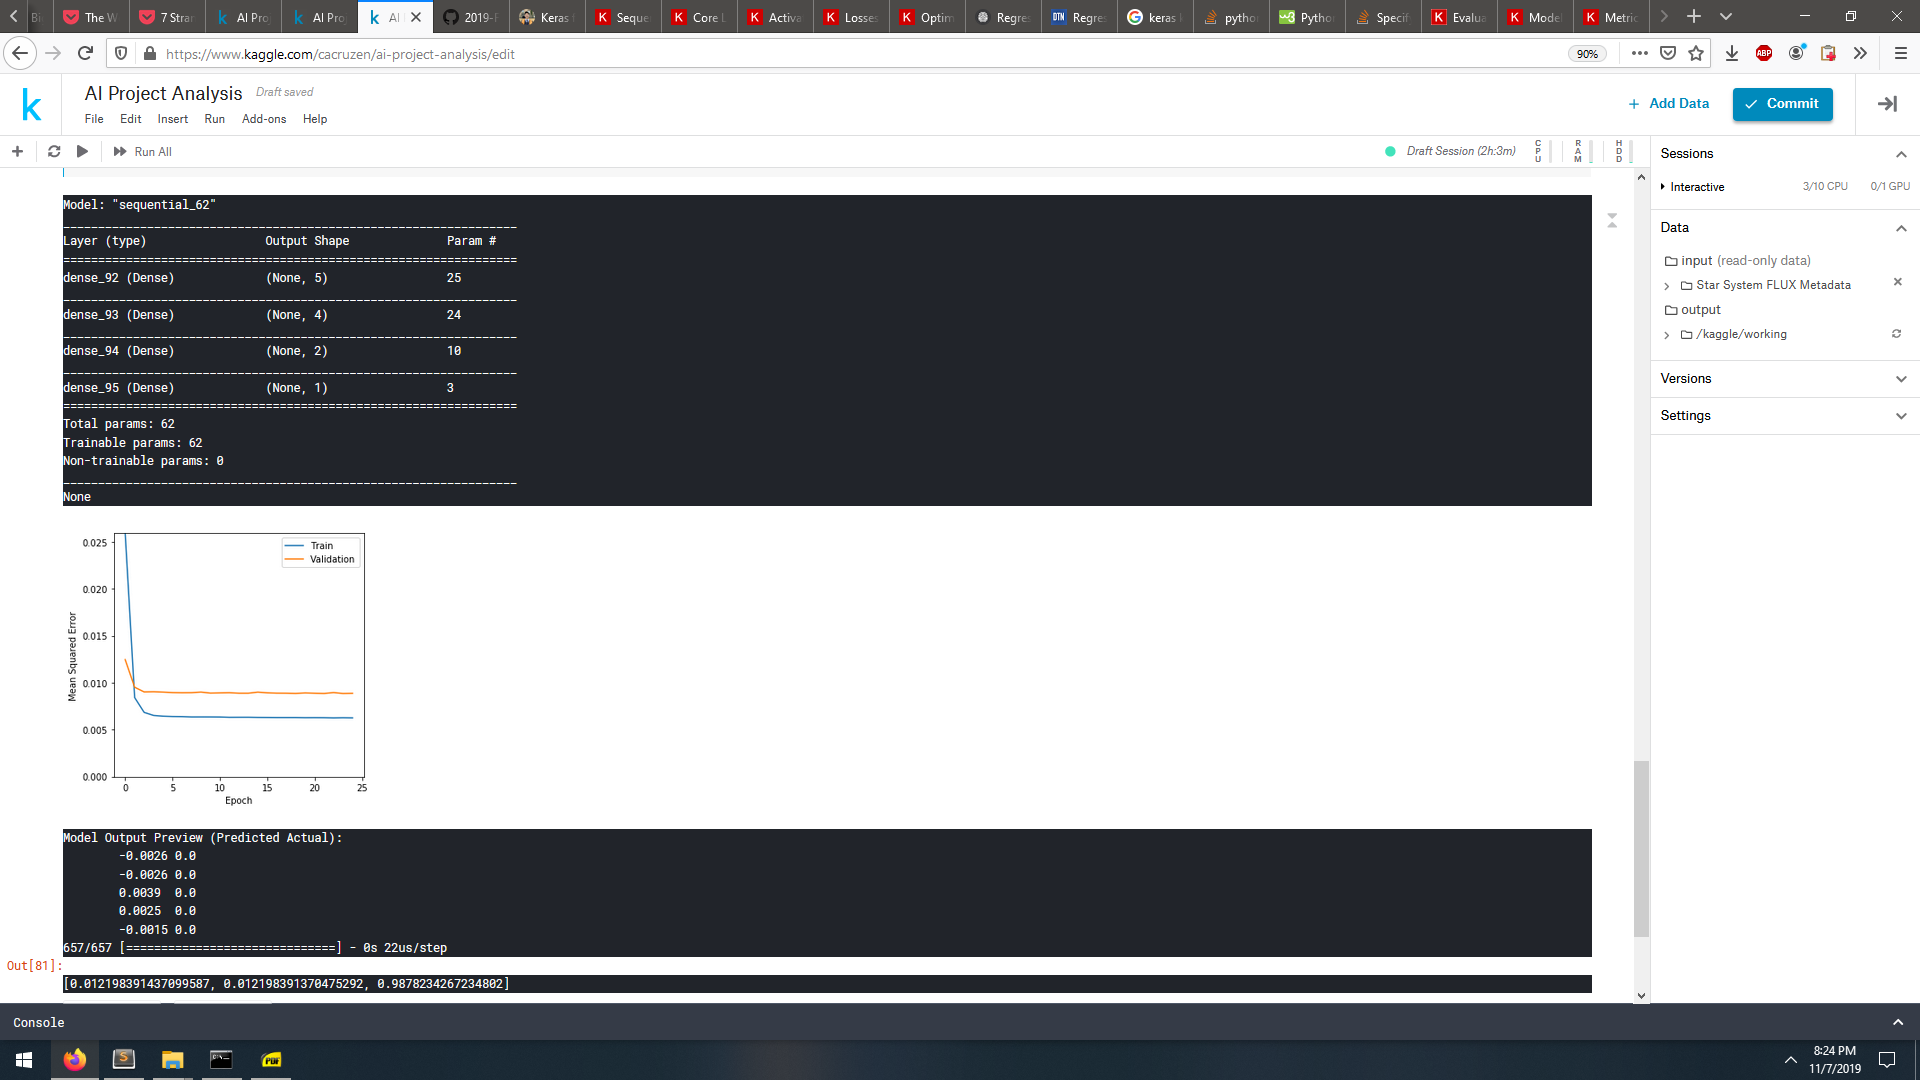 The W
7 Stran
AI Proj
AI Proj
AI
2019-F
Keras
Seque
Core L
Activa
Losses
Optim
Regres
Regres
keras
python
Pytho
Specif
Evalua
Model
Metric
https://www.kaggle.com/cacruzen/ai-project-analysis/edit
90%
ABP
k
AI Project Analysis
Draft saved
File Edit Insert Run Add-ons Help
+ Add Data
Commit
Run All
Draft Session (2h:3m)
CPU
RAM
HDD
Sessions
Interactive 3/10 CPU 0/1 GPU
Data
input (read-only data)
Star System FLUX Metadata
output
/kaggle/working
Versions
Settings
Model: "sequential_62"
Layer (type) Output Shape Param #
dense_92 (Dense) (None, 5) 25
dense_93 (Dense) (None, 4) 24
dense_94 (Dense) (None, 2) 10
dense_95 (Dense) (None, 1) 3
Total params: 62
Trainable params: 62
Non-trainable params: 0
None
Train
Validation
0.025
0.020
0.015
0.010
0.005
0.000
Mean Squared Error
0 5 10 15 20 25
Epoch
Model Output Preview (Predicted Actual):
-0.0026 0.0
-0.0026 0.0
0.0039 0.0
0.0025 0.0
-0.0015 0.0
657/657 [==============================] - 0s 22us/step
Out[81]:
[0.012198391437099587, 0.012198391370475292, 0.9878234267234802]
Console
PDF
8:24 PM
11/7/2019